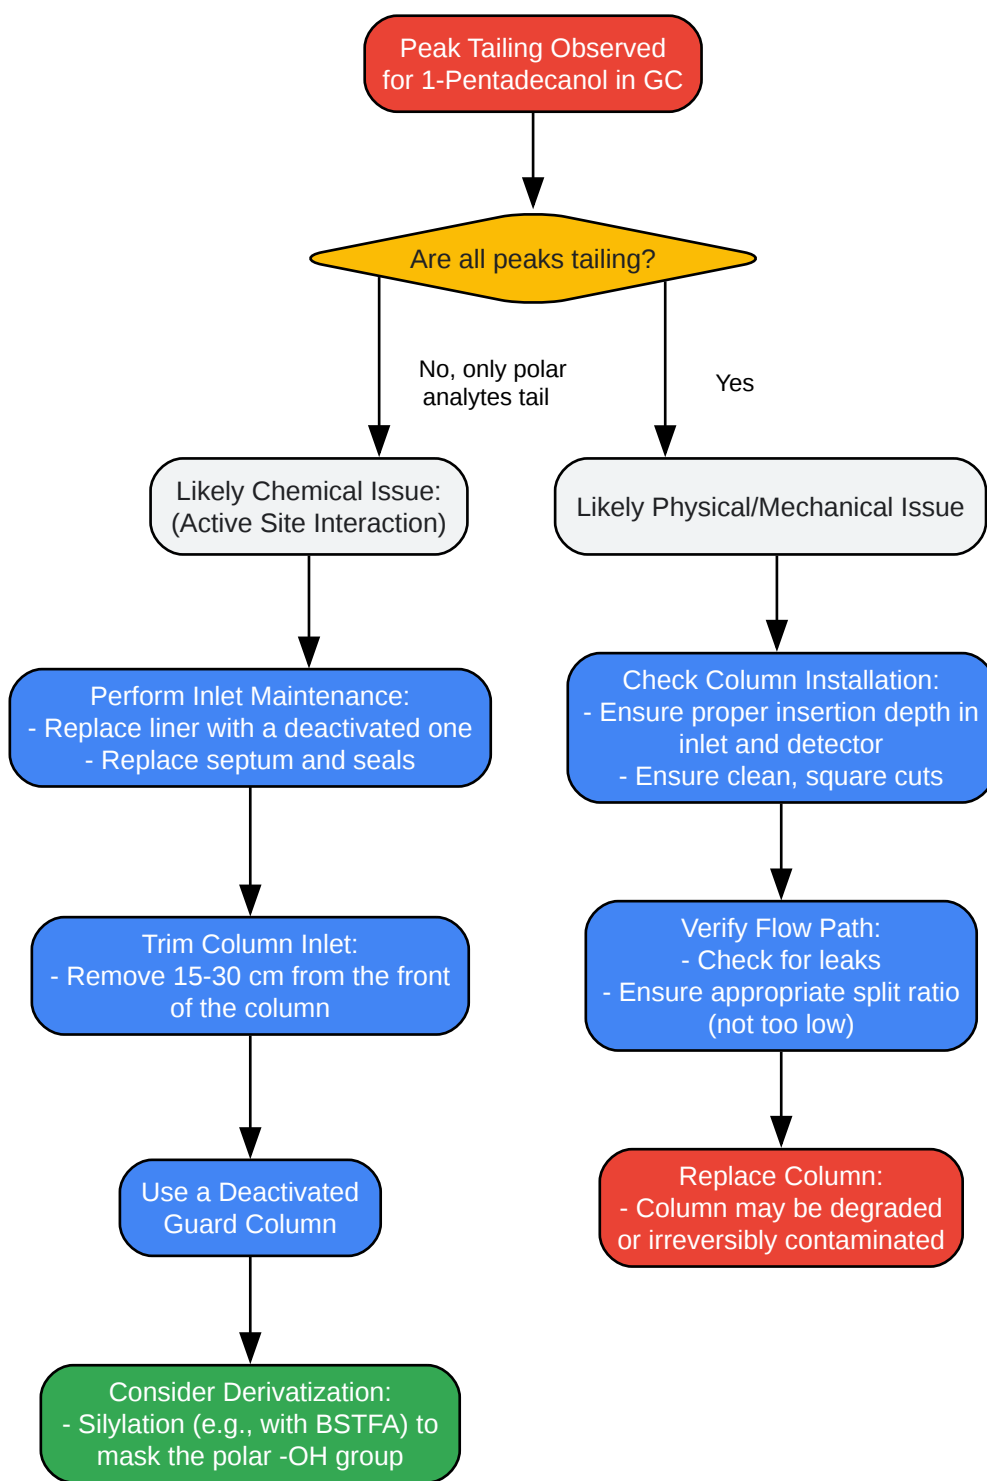 Peak Tailing Observed
for 1-Pentadecanol in GC
Are all peaks tailing?
No, only polar
analytes tail
Yes
Likely Chemical Issue:
(Active Site Interaction)
Likely Physical/Mechanical Issue
Perform Inlet Maintenance:
- Replace liner with a deactivated one
- Replace septum and seals
Check Column Installation:
- Ensure proper insertion depth in
inlet and detector
- Ensure clean, square cuts
Trim Column Inlet:
- Remove 15-30 cm from the front
of the column
Verify Flow Path:
- Check for leaks
- Ensure appropriate split ratio
(not too low)
Use a Deactivated
Guard Column
Replace Column:
- Column may be degraded
or irreversibly contaminated
Consider Derivatization:
- Silylation (e.g., with BSTFA) to
mask the polar -OH group